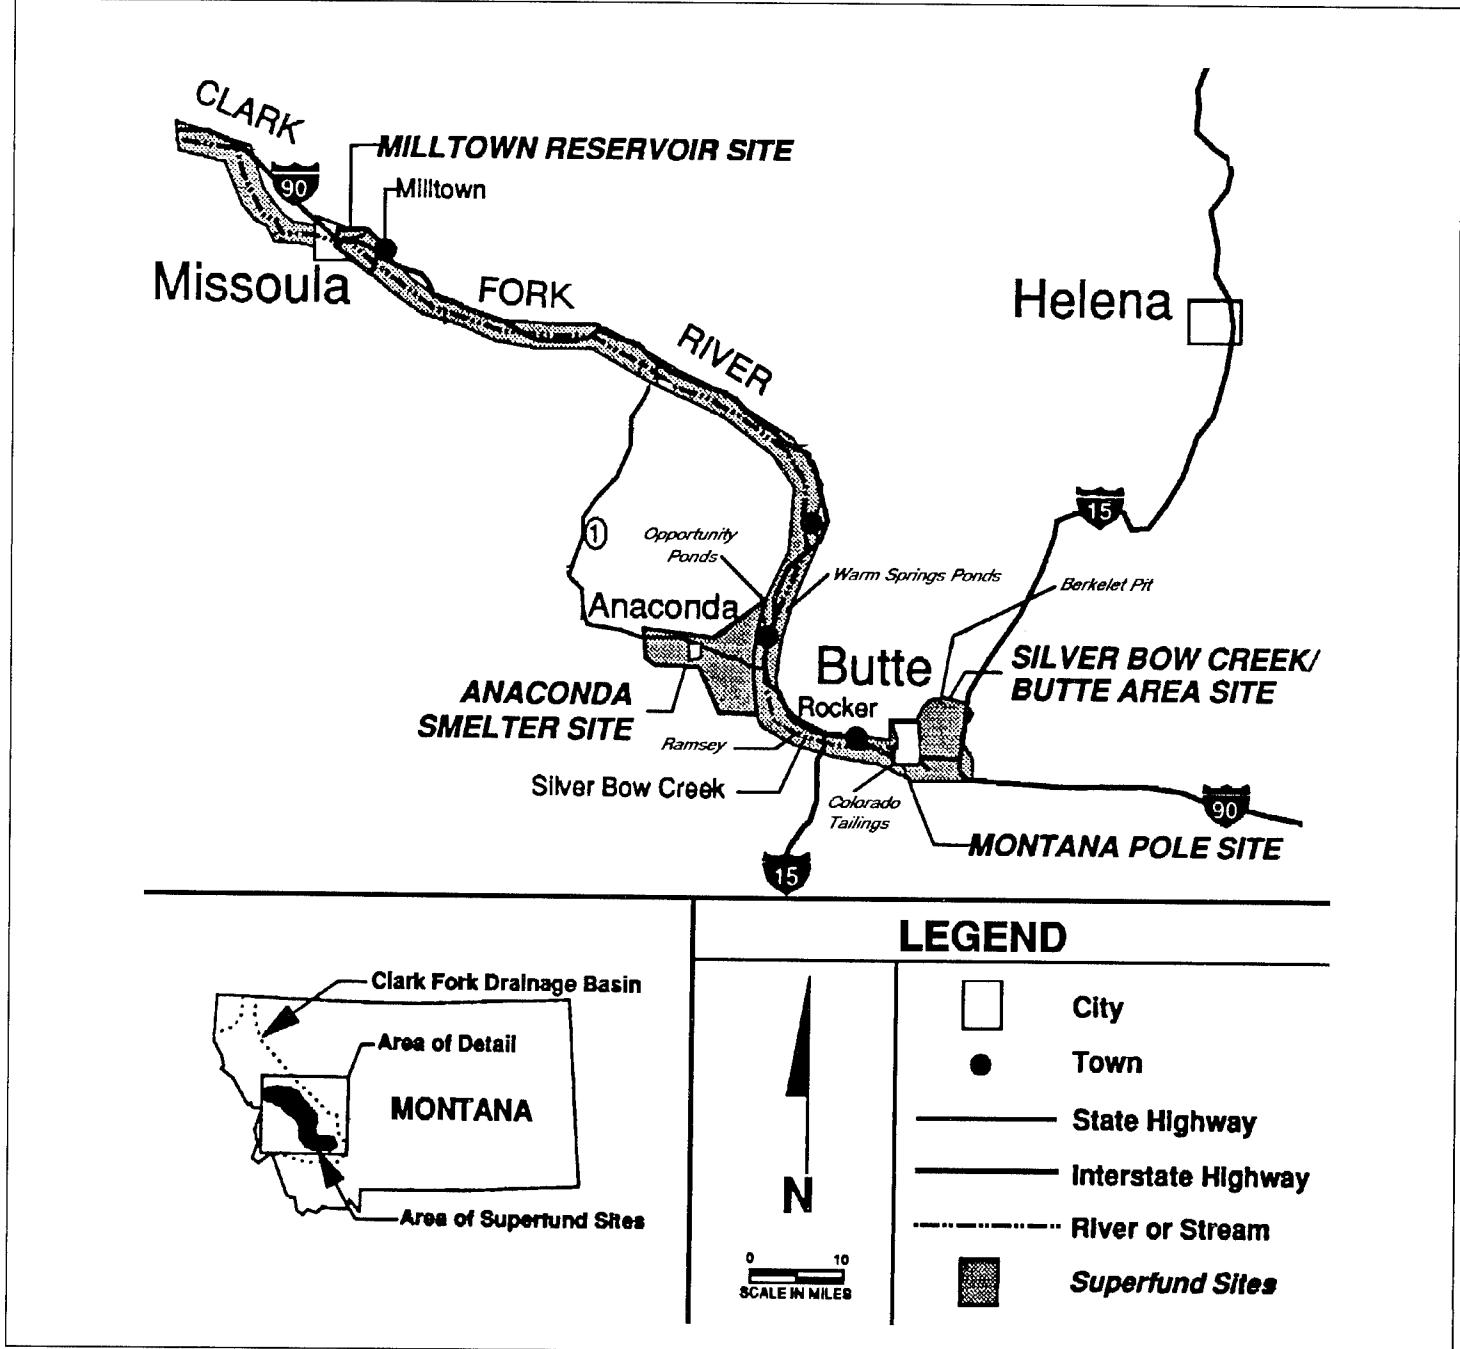 CLARK
MILLTOWN RESERVOIR SITE
90
Milltown
Missoula
FORK
Helena
RIVER
15
1
Opportunity
Ponds
Warm Springs Ponds
Berkelet Pit
Anaconda
Butte
SILVER BOW CREEK/
BUTTE AREA SITE
ANACONDA
SMELTER SITE
Rocker
Ramsey
Silver Bow Creek
Colorado
Tailings
90
MONTANA POLE SITE
15
LEGEND
Clark Fork Drainage Basin
Area of Detail
MONTANA
Area of Superfund Sites
N
0 10
SCALE IN MILES
City
Town
State Highway
Interstate Highway
River or Stream
Superfund Sites